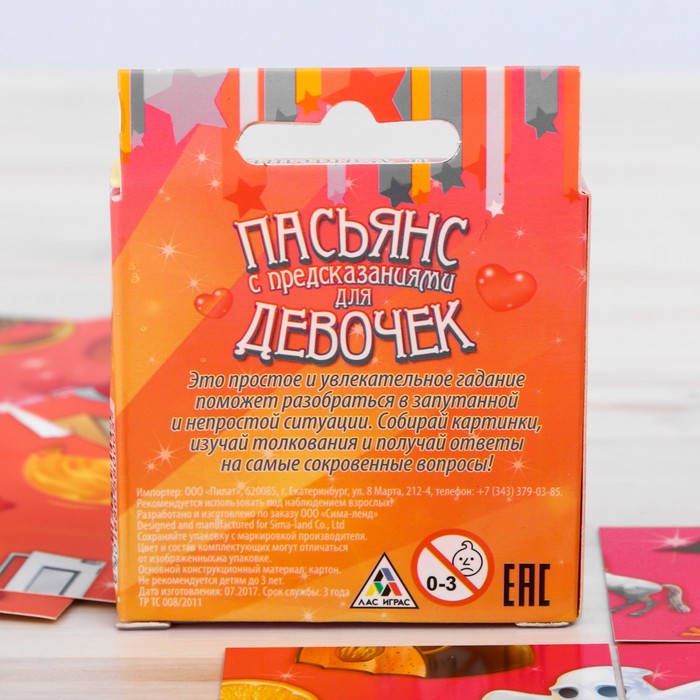 ПАСЬЯНС
с предсказаниями
для
ДЕВОЧЕК
Это простое и увлекательное гадание
поможет разобраться в запутанной
и непростой ситуации. Собирай картинки,
изучай толкования и получай ответы
на самые сокровенные вопросы!
Импортер: ООО «Пилат», 620085, г. Екатеринбург, ул. 8 Марта, 212-4, телефон: +7 (343) 379-03-85.
Рекомендуется использовать под наблюдением взрослых!
Разработано и изготовлено по заказу ООО «Сима-ленд»
Designed and manufactured for Sima-land Co., Ltd
Сохраняйте упаковку с маркировкой производителя.
Цвет и состав комплектующих могут отличаться
от изображенных на упаковке.
Основной конструкционный материал: картон.
Не рекомендуется детям до 3 лет.
Дата изготовления: 07.2017. Срок службы: 3 года
ТР ТС 008/2011
ЛАС ИГРАС
0-3
EAC